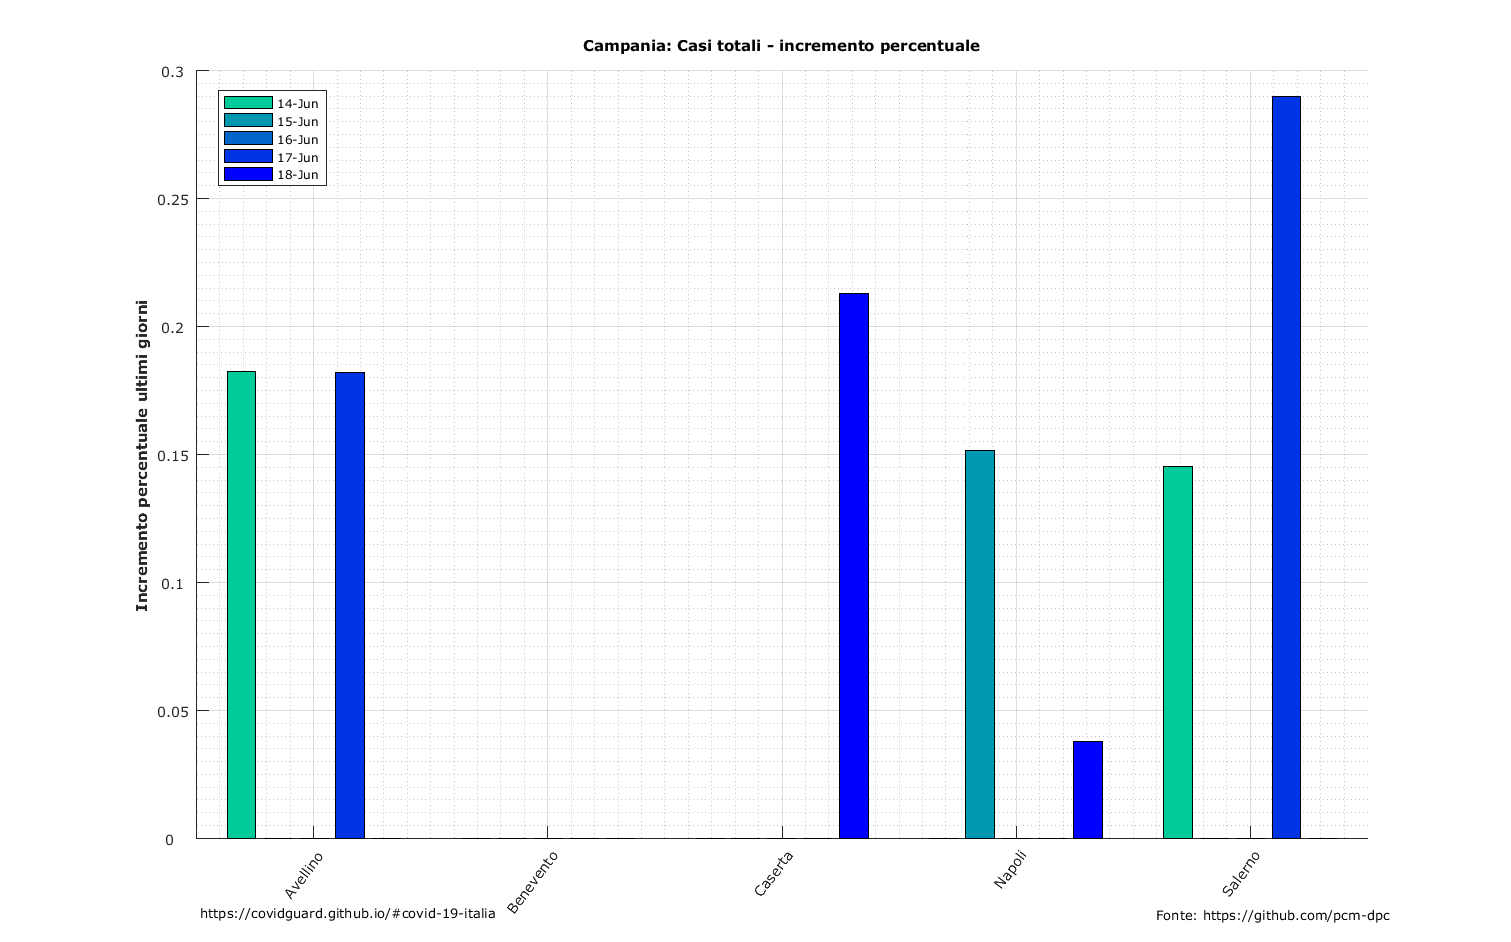 Campania: Casi totali - incremento percentuale
0.3
0.25
0.2
0.15
0.1
0.05
0
Incremento percentuale ultimi giorni
14-Jun
15-Jun
16-Jun
17-Jun
18-Jun
Avellino
Benevento
Caserta
Napoli
Salerno
https://covidguard.github.io/#covid-19-italia
Fonte: https://github.com/pcm-dpc